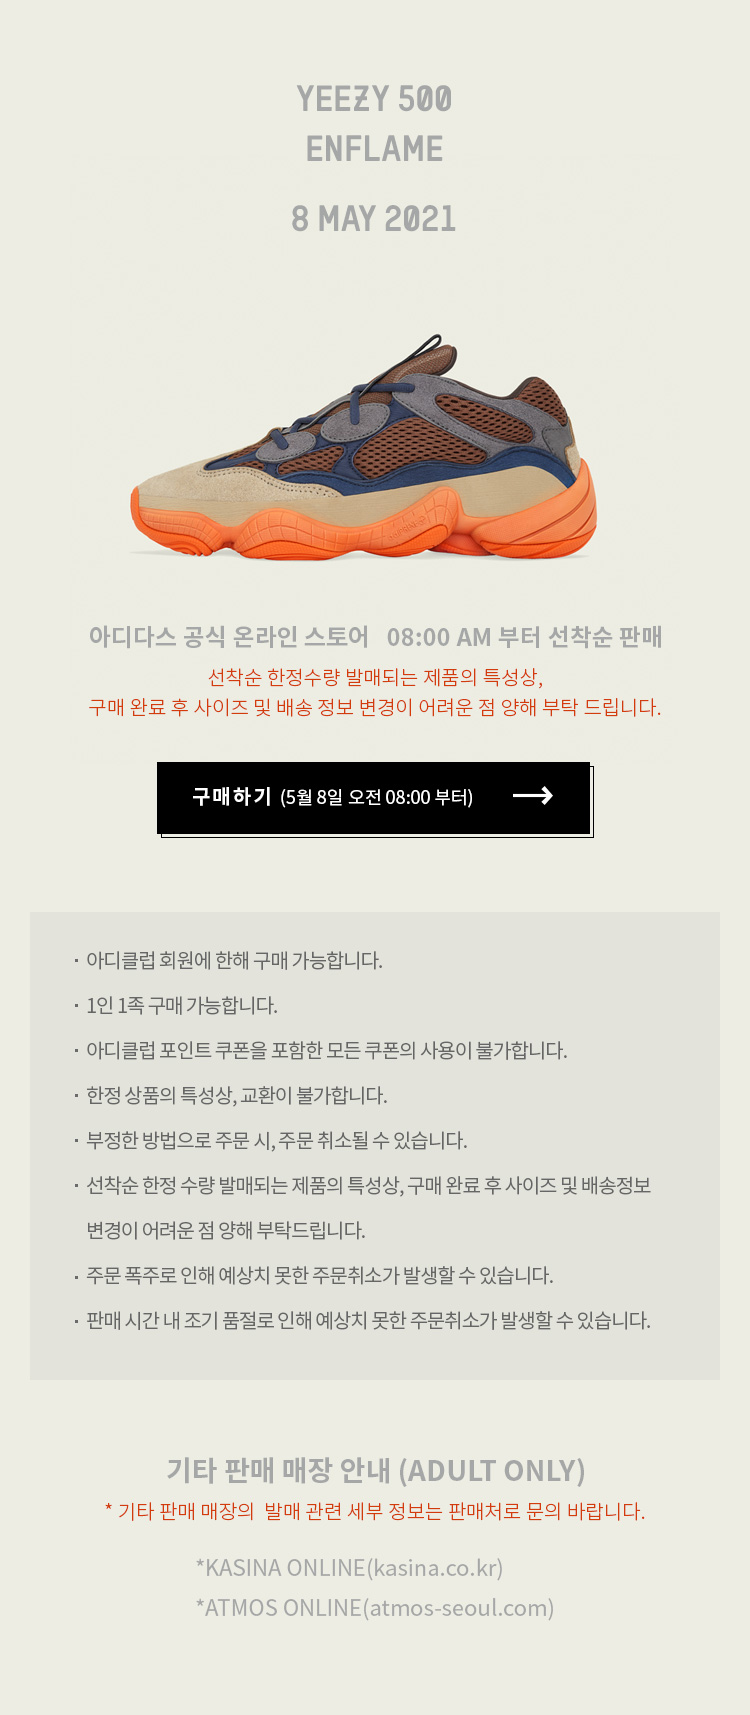 YEEZY 500
ENFLAME
8 MAY 2021
아디다스 공식 온라인 스토어 08:00 AM 부터 선착순 판매
선착순 한정수량 발매되는 제품의 특성상,
구매 완료 후 사이즈 및 배송 정보 변경이 어려운 점 양해 부탁 드립니다.
구매하기 (5월 8일 오전 08:00 부터)
· 아디클럽 회원에 한해 구매 가능합니다.
· 1인 1족 구매 가능합니다.
· 아디클럽 포인트 쿠폰을 포함한 모든 쿠폰의 사용이 불가합니다.
· 한정 상품의 특성상, 교환이 불가합니다.
· 부정한 방법으로 주문 시, 주문 취소될 수 있습니다.
· 선착순 한정 수량 발매되는 제품의 특성상, 구매 완료 후 사이즈 및 배송정보
변경이 어려운 점 양해 부탁드립니다.
· 주문 폭주로 인해 예상치 못한 주문취소가 발생할 수 있습니다.
· 판매 시간 내 조기 품절로 인해 예상치 못한 주문취소가 발생할 수 있습니다.
기타 판매 매장 안내 (ADULT ONLY)
* 기타 판매 매장의 발매 관련 세부 정보는 판매처로 문의 바랍니다.
*KASINA ONLINE(kasina.co.kr)
*ATMOS ONLINE(atmos-seoul.com)